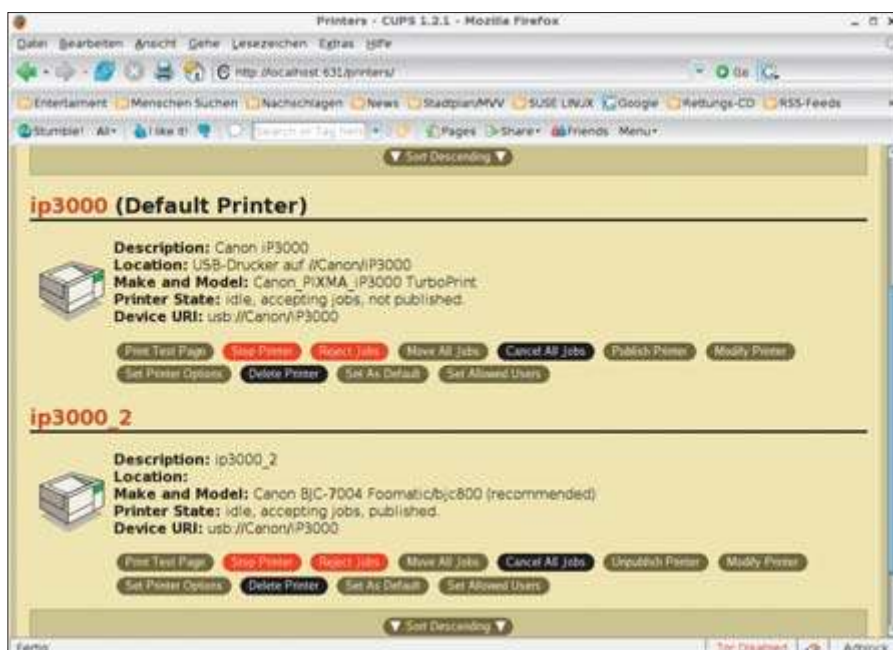 Printers - CUPS 1.2.1 - Mozilla Firefox
Datei Bearbeiten Ansicht Gehe Lesezeichen Extras Hilfe
http://localhost:631/printers/ Go
Entertainment Menschen Suchen Nachschlagen News Stadtplan/MVV SUSE LINUX Google Rettungs-CD RSS-Feeds
Stumble! All I like it! Pages Share Friends Menu
▼ Sort Descending ▼
ip3000 (Default Printer)
Description: Canon iP3000
Location: USB-Drucker auf //Canon/iP3000
Make and Model: Canon_PIXMA_iP3000 TurboPrint
Printer State: idle, accepting jobs, not published.
Device URI: usb://Canon/iP3000
Print Test Page Stop Printer Reject Jobs Move All Jobs Cancel All Jobs Publish Printer Modify Printer
Set Printer Options Delete Printer Set As Default Set Allowed Users
ip3000_2
Description: ip3000_2
Location:
Make and Model: Canon BJC-7004 Foomatic/bjc800 (recommended)
Printer State: idle, accepting jobs, published.
Device URI: usb://Canon/iP3000
Print Test Page Stop Printer Reject Jobs Move All Jobs Cancel All Jobs Unpublish Printer Modify Printer
Set Printer Options Delete Printer Set As Default Set Allowed Users
▼ Sort Descending ▼
Fertig Tor Disabled Adblock